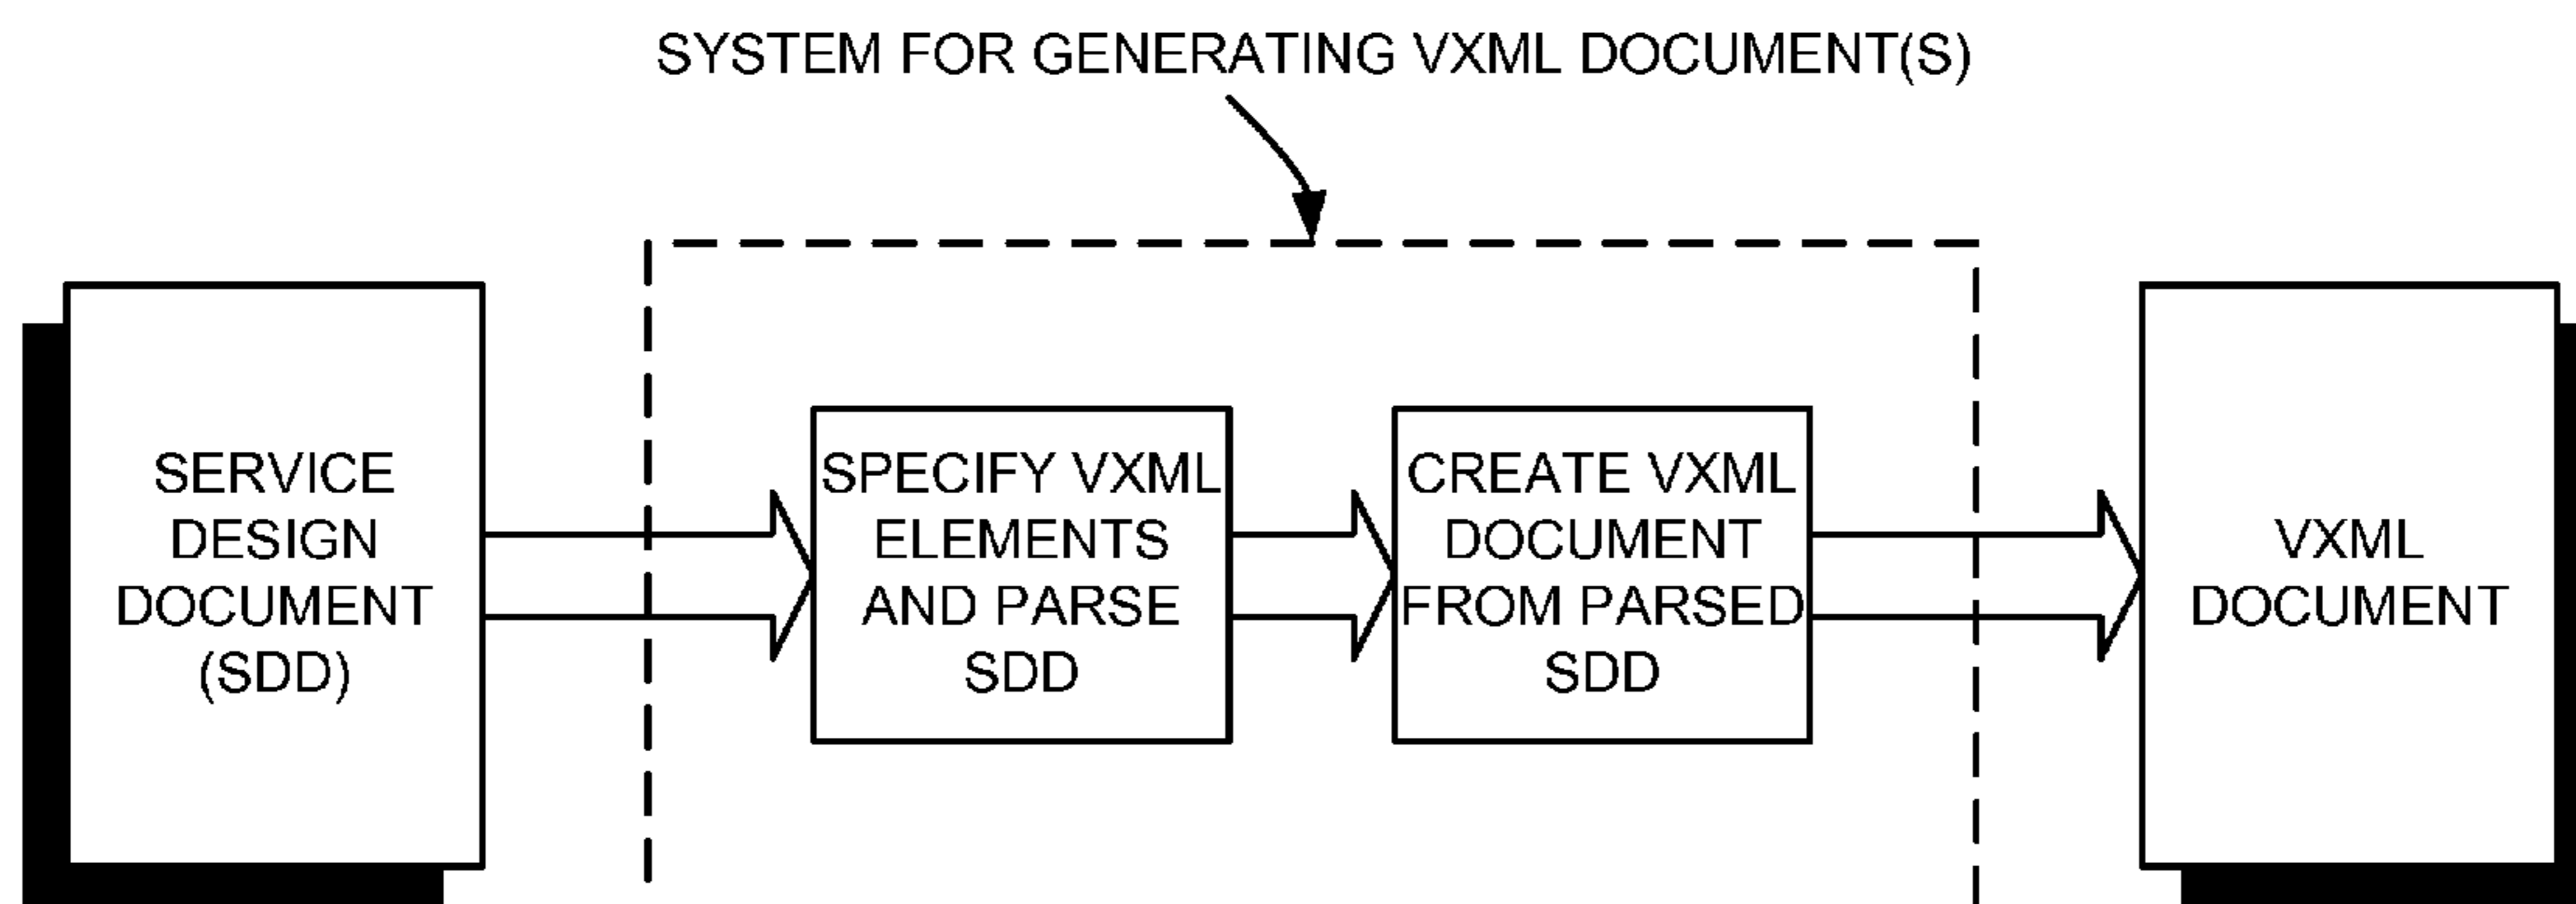 SYSTEM FOR GENERATING VXML DOCUMENT(S)
SERVICE
DESIGN
DOCUMENT
(SDD)
SPECIFY VXML
ELEMENTS
AND PARSE
SDD
CREATE VXML
DOCUMENT
FROM PARSED
SDD
VXML
DOCUMENT